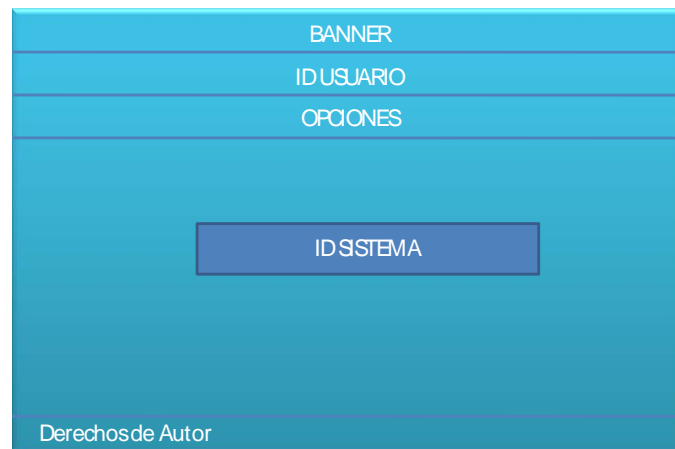 BANNER
ID USUARIO
OPCIONES
ID SISTEMA
Derechos de Autor